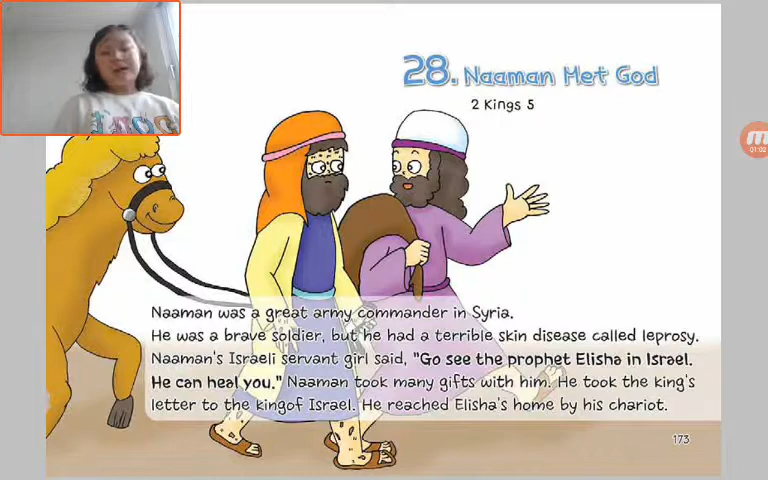 28. Naaman Met God
2 Kings 5
01:02
Naaman was a great army commander in Syria.
He was a brave soldier, but he had a terrible skin disease called leprosy.
Naaman's Israeli servant girl said, "Go see the prophet Elisha in Israel.
He can heal you." Naaman took many gifts with him. He took the king's
letter to the kingof Israel. He reached Elisha's home by his chariot.
173